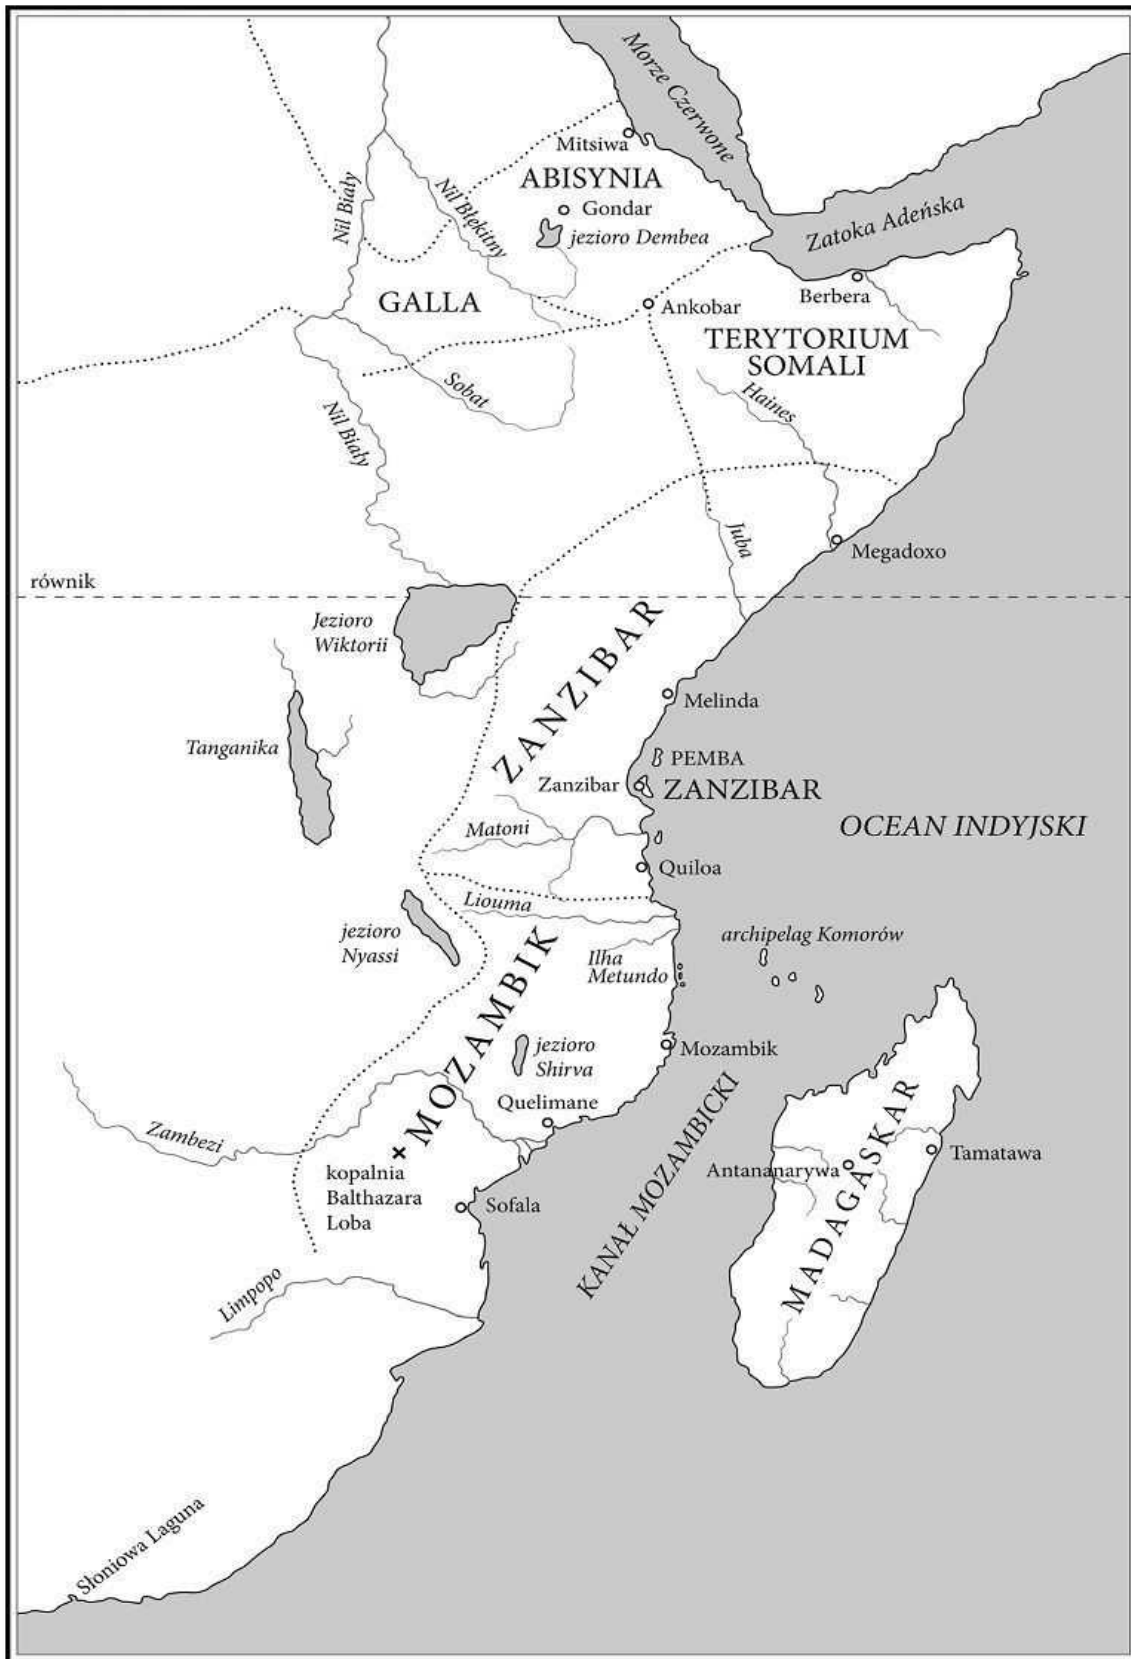 Morze Czerwone
Mitsiwa
ABISYNIA
Nil Biały
Nil Błękitny
Gondar
jezioro Dembea
Zatoka Adeńska
GALLA
Ankobar
Berbera
TERYTORIUM
SOMALI
Sobat
Haines
Nil Biały
Juba
Megadoxo
równik
Jezioro
Wiktorii
ZANZIBAR
Melinda
Tanganika
PEMBA
Zanzibar
ZANZIBAR
Matoni
OCEAN INDYJSKI
Quiloa
Liouma
jezioro
Nyassi
archipelag Komorów
Ilha
Metundo
MOZAMBIK
jezioro
Shirva
Mozambik
Quelimane
Zambezi
KANAŁ MOZAMBICKI
MADAGASKAR
Tamatawa
Antananarywa
kopalnia
Balthazara
Loba
Sofala
Limpopo
Słoniowa Laguna